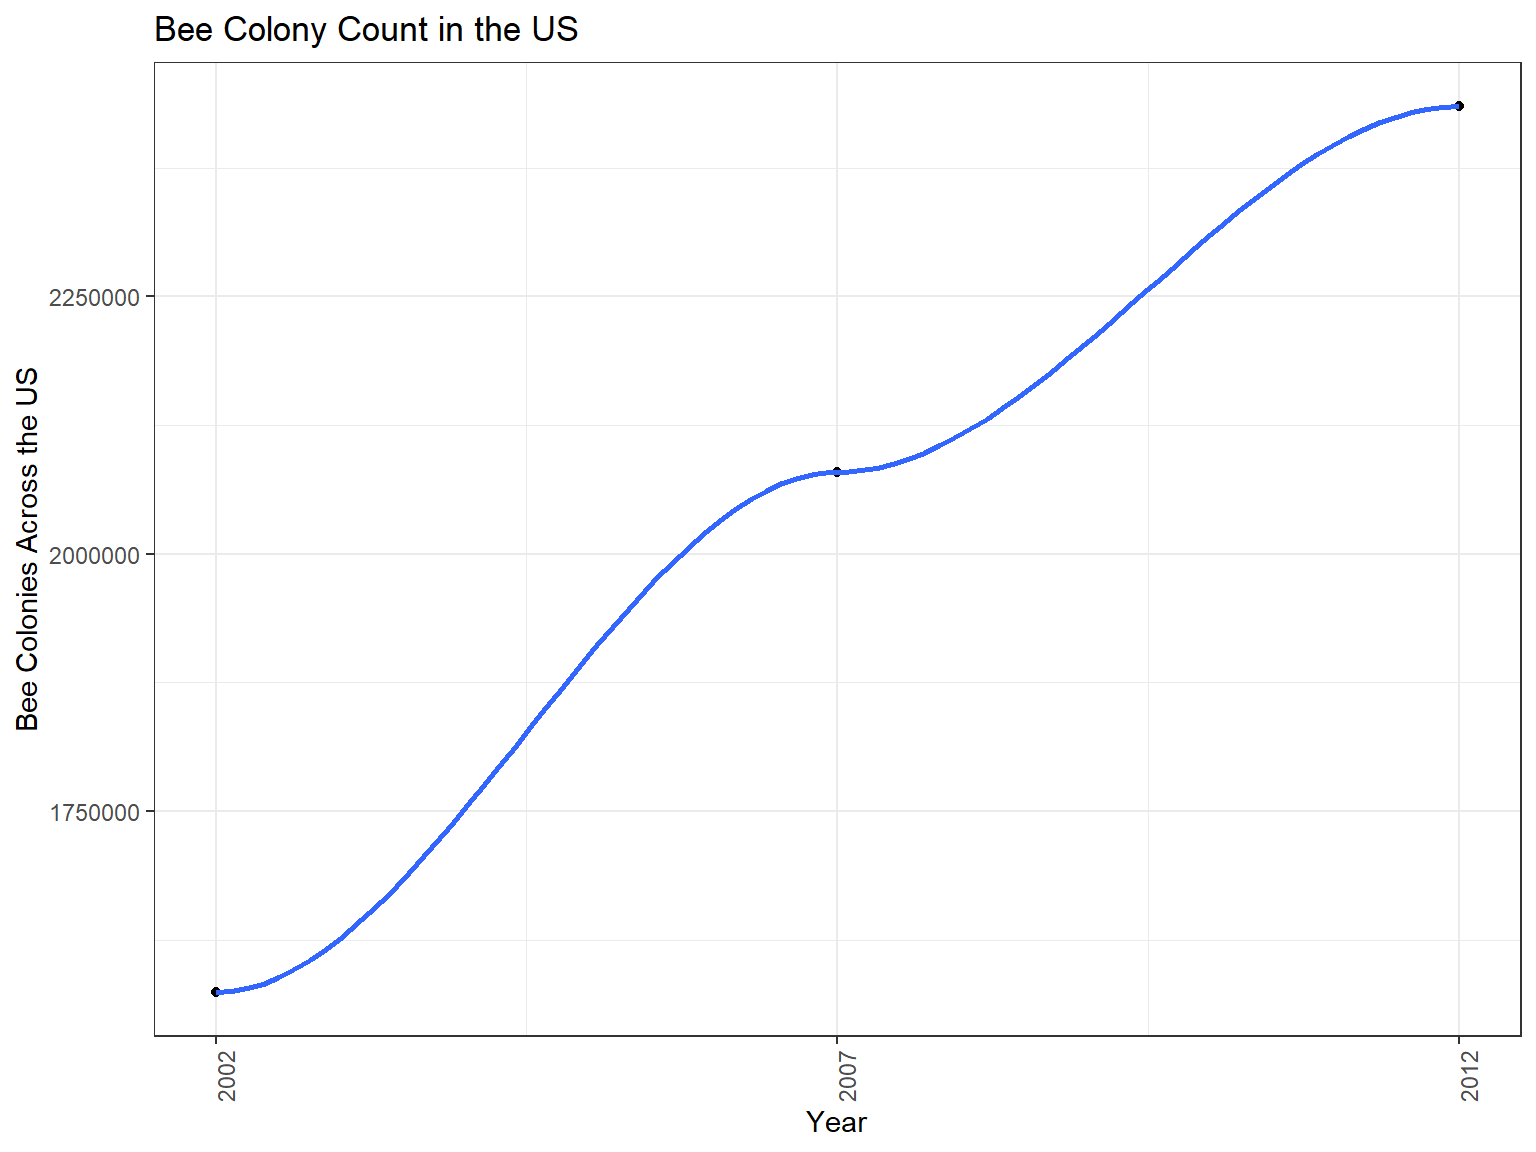 Bee Colony Count in the US
Bee Colonies Across the US
2250000
2000000
1750000
2002
2007
2012
Year